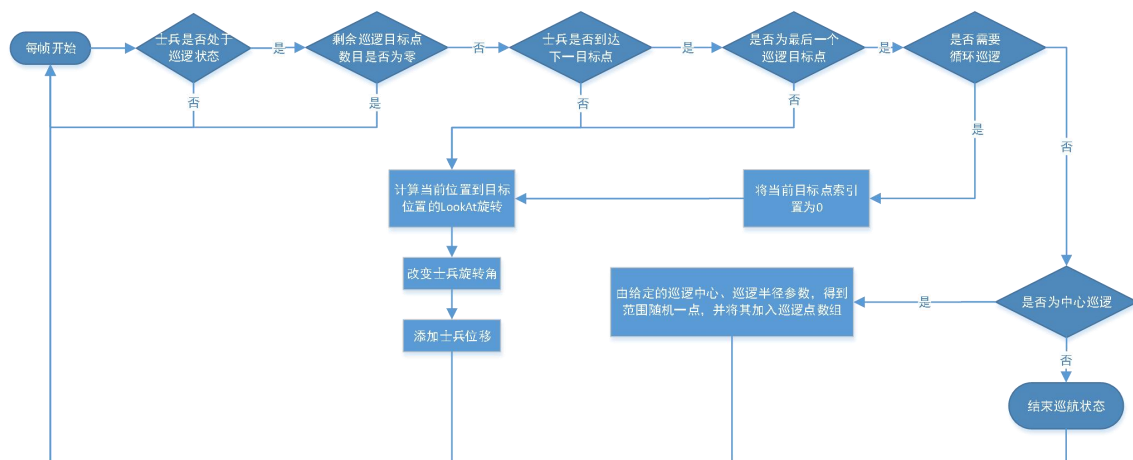 每帧开始
士兵是否处于
巡逻状态
是
剩余巡逻目标点
数目是否为零
否
士兵是否到达
下一目标点
是
是否为最后一个
巡逻目标点
是
是否需要
循环巡逻
否
是
否
否
是
否
计算当前位置到目标
位置的LookAt旋转
将当前目标点索引
置为0
改变士兵旋转角
由给定的巡逻中心、巡逻半径参数，得到
范围随机一点，并将其加入巡逻点数组
是
是否为中心巡逻
添加士兵位移
否
结束巡航状态